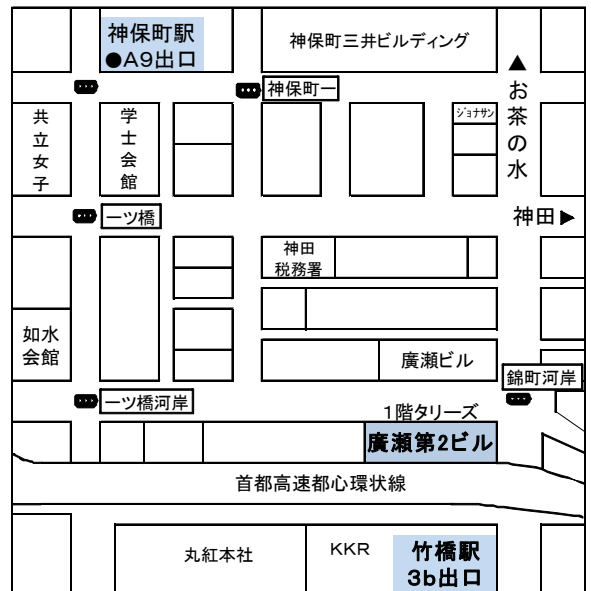 神保町駅
●A9出口
神保町三井ビルディング
▲
お茶の水
神保町一
共立女子
学士会館
ジョナサン
一ツ橋
神田▶
神田
税務署
如水
会館
廣瀬ビル
錦町河岸
一ツ橋河岸
1階タリーズ
廣瀬第2ビル
首都高速都心環状線
丸紅本社
KKR
竹橋駅
3b出口